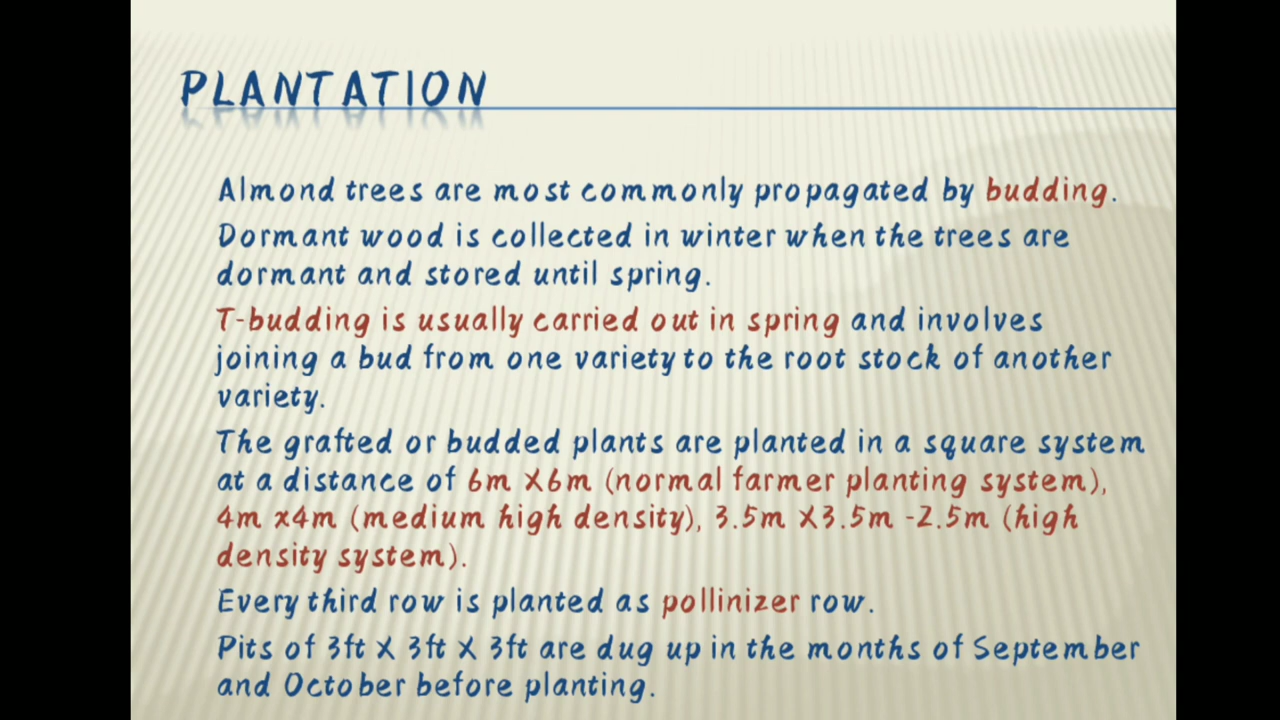 PLANTATION
Almond trees are most commonly propagated by budding.
Dormant wood is collected in winter when the trees are
dormant and stored until spring.
T-budding is usually carried out in spring and involves
joining a bud from one variety to the root stock of another
variety.
The grafted or budded plants are planted in a square system
at a distance of 6m X6m (normal farmer planting system),
4m x4m (medium high density), 3.5m X3.5m -2.5m (high
density system).
Every third row is planted as pollinizer row.
Pits of 3ft X 3ft X 3ft are dug up in the months of September
and October before planting.